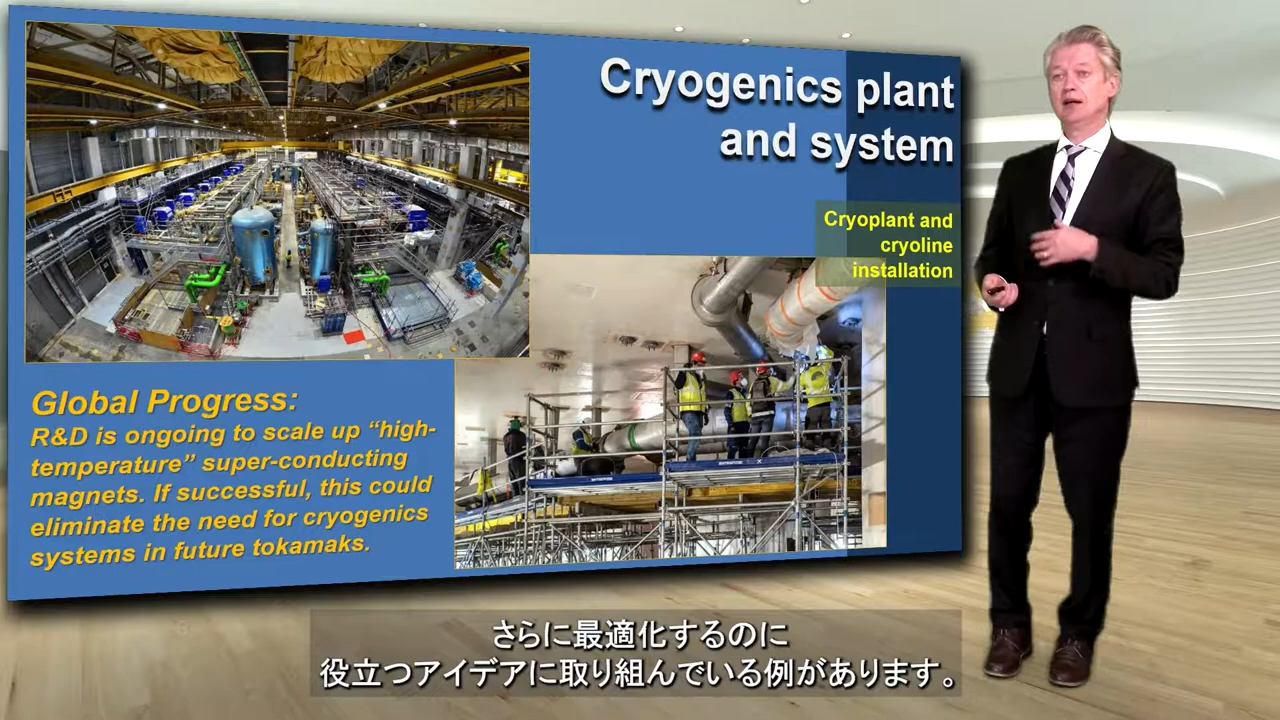 Cryogenics plant
and system
Cryoplant and
cryoline
installation
Global Progress:
R&D is ongoing to scale up “high-
temperature” super-conducting
magnets. If successful, this could
eliminate the need for cryogenics
systems in future tokamaks.
さらに最適化するのに
役立つアイデアに取り組んでいる例があります。